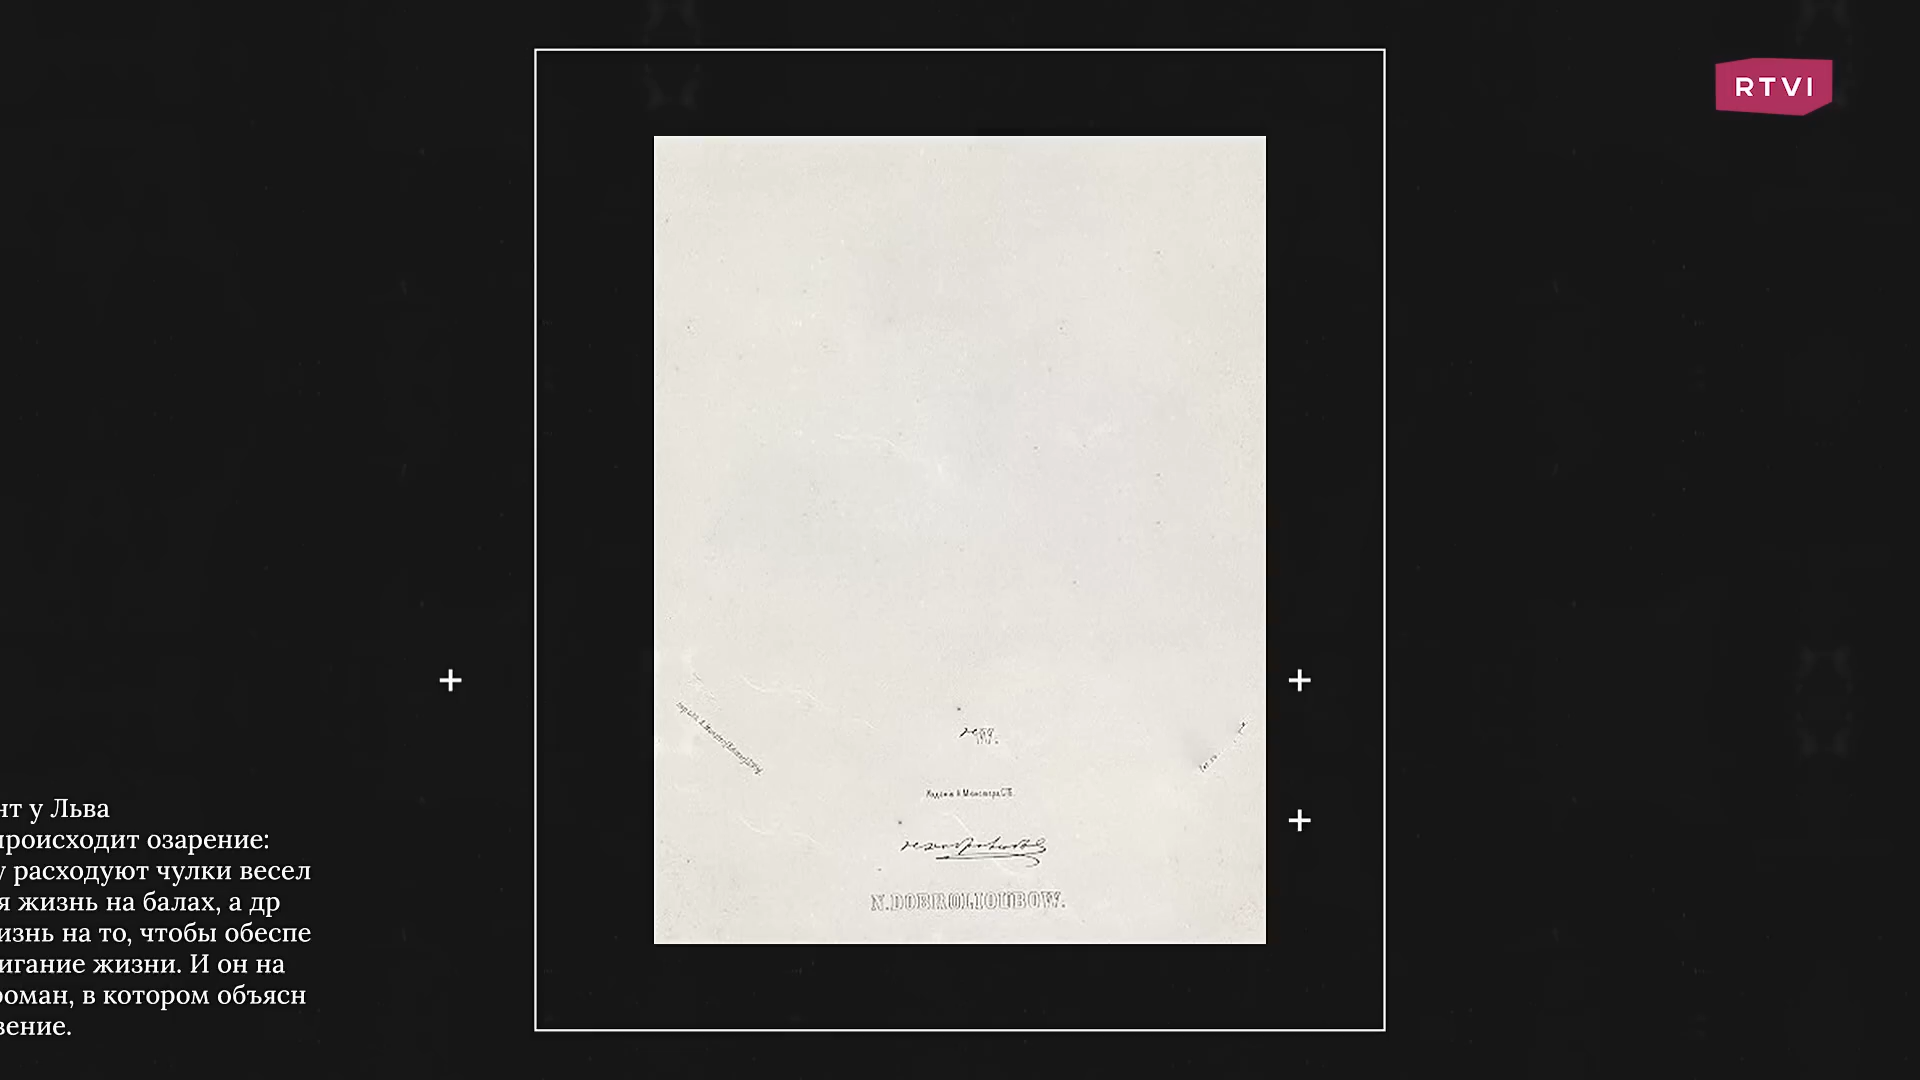 RTVI
нт у Льва
происходит озарение:
у расходуют чулки весел
я жизнь на балах, а др
изнь на то, чтобы обеспе
игание жизни. И он на
роман, в котором объясн
вение.
N. DOBROLIOUBOW.